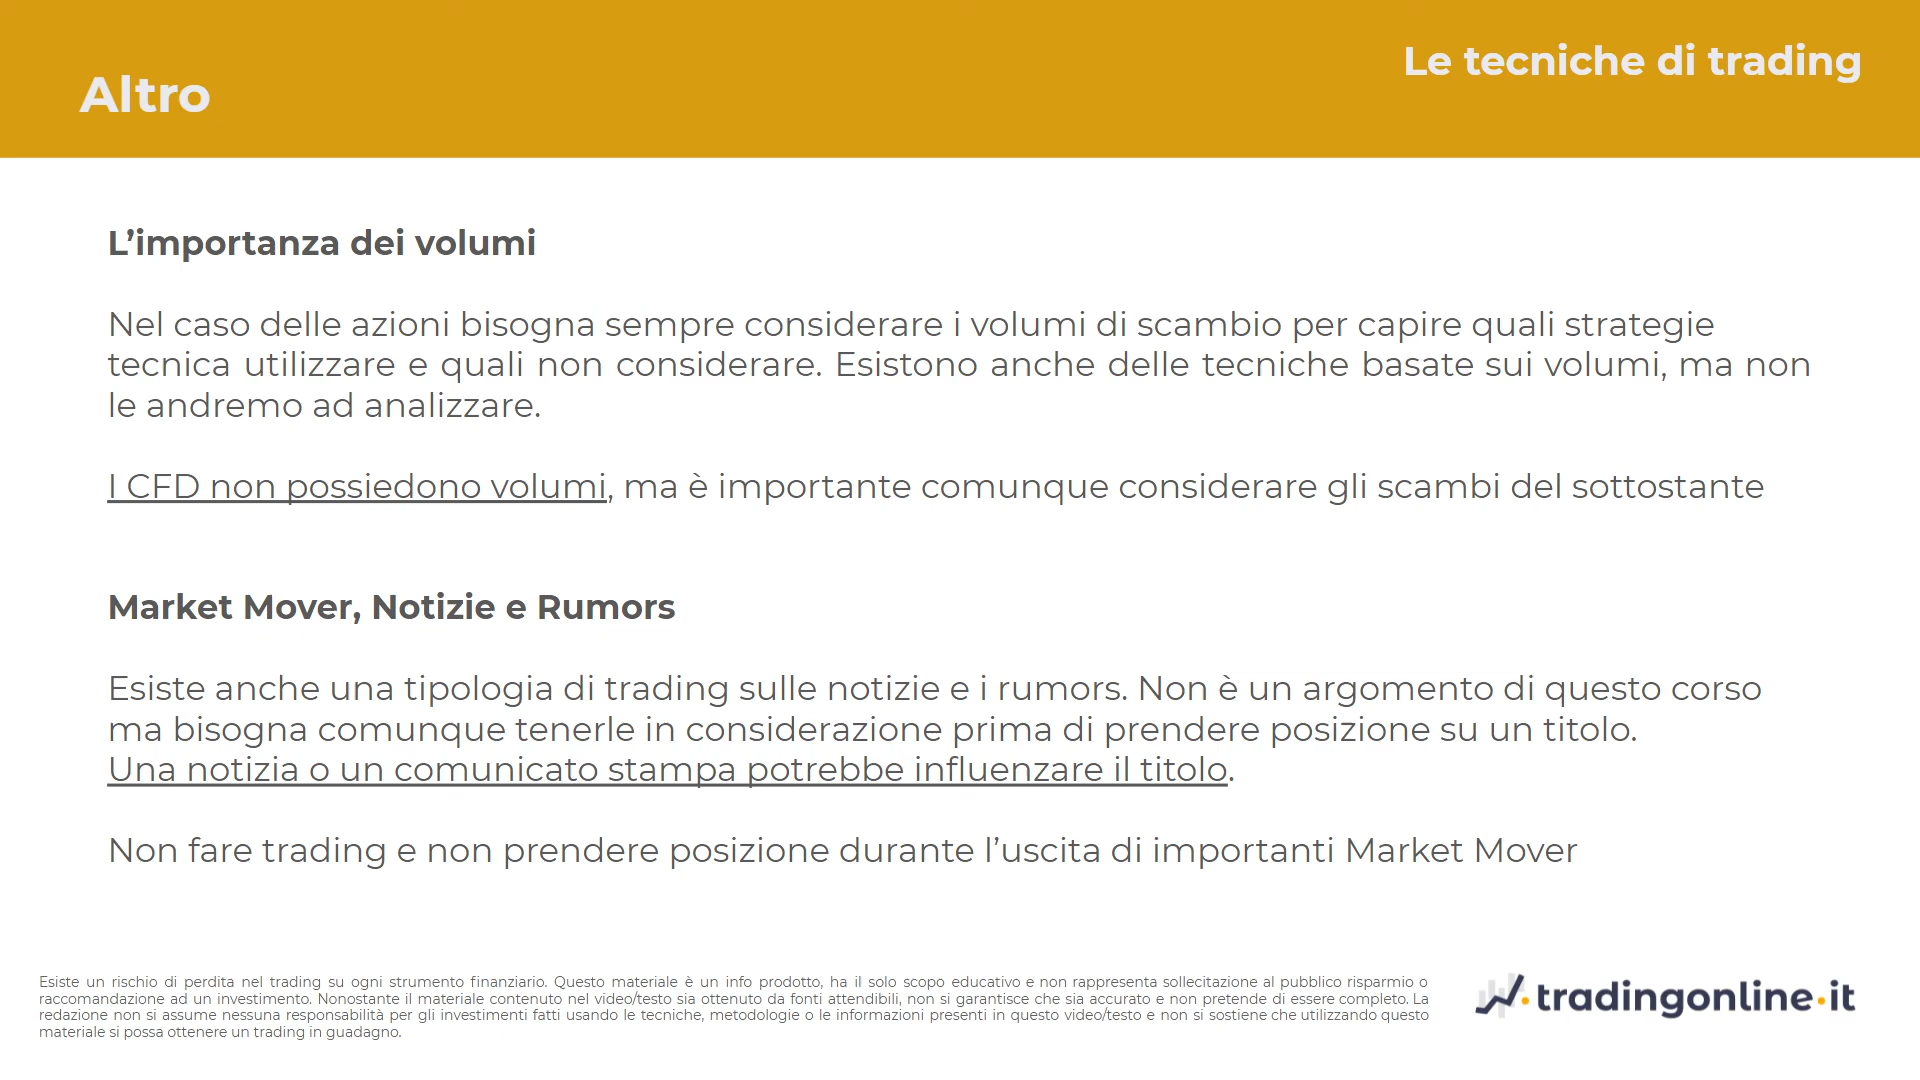 Le tecniche di trading
Altro
L’importanza dei volumi
Nel caso delle azioni bisogna sempre considerare i volumi di scambio per capire quali strategie
tecnica utilizzare e quali non considerare. Esistono anche delle tecniche basate sui volumi, ma non
le andremo ad analizzare.
I CFD non possiedono volumi, ma è importante comunque considerare gli scambi del sottostante
Market Mover, Notizie e Rumors
Esiste anche una tipologia di trading sulle notizie e i rumors. Non è un argomento di questo corso
ma bisogna comunque tenerle in considerazione prima di prendere posizione su un titolo.
Una notizia o un comunicato stampa potrebbe influenzare il titolo.
Non fare trading e non prendere posizione durante l’uscita di importanti Market Mover
Esiste un rischio di perdita nel trading su ogni strumento finanziario. Questo materiale è un info prodotto, ha il solo scopo educativo e non rappresenta sollecitazione al pubblico risparmio o
raccomandazione ad un investimento. Nonostante il materiale contenuto nel video/testo sia ottenuto da fonti attendibili, non si garantisce che sia accurato e non pretende di essere completo. La
redazione non si assume nessuna responsabilità per gli investimenti fatti usando le tecniche, metodologie o le informazioni presenti in questo video/testo e non si sostiene che utilizzando questo
materiale si possa ottenere un trading in guadagno.
tradingonline.it